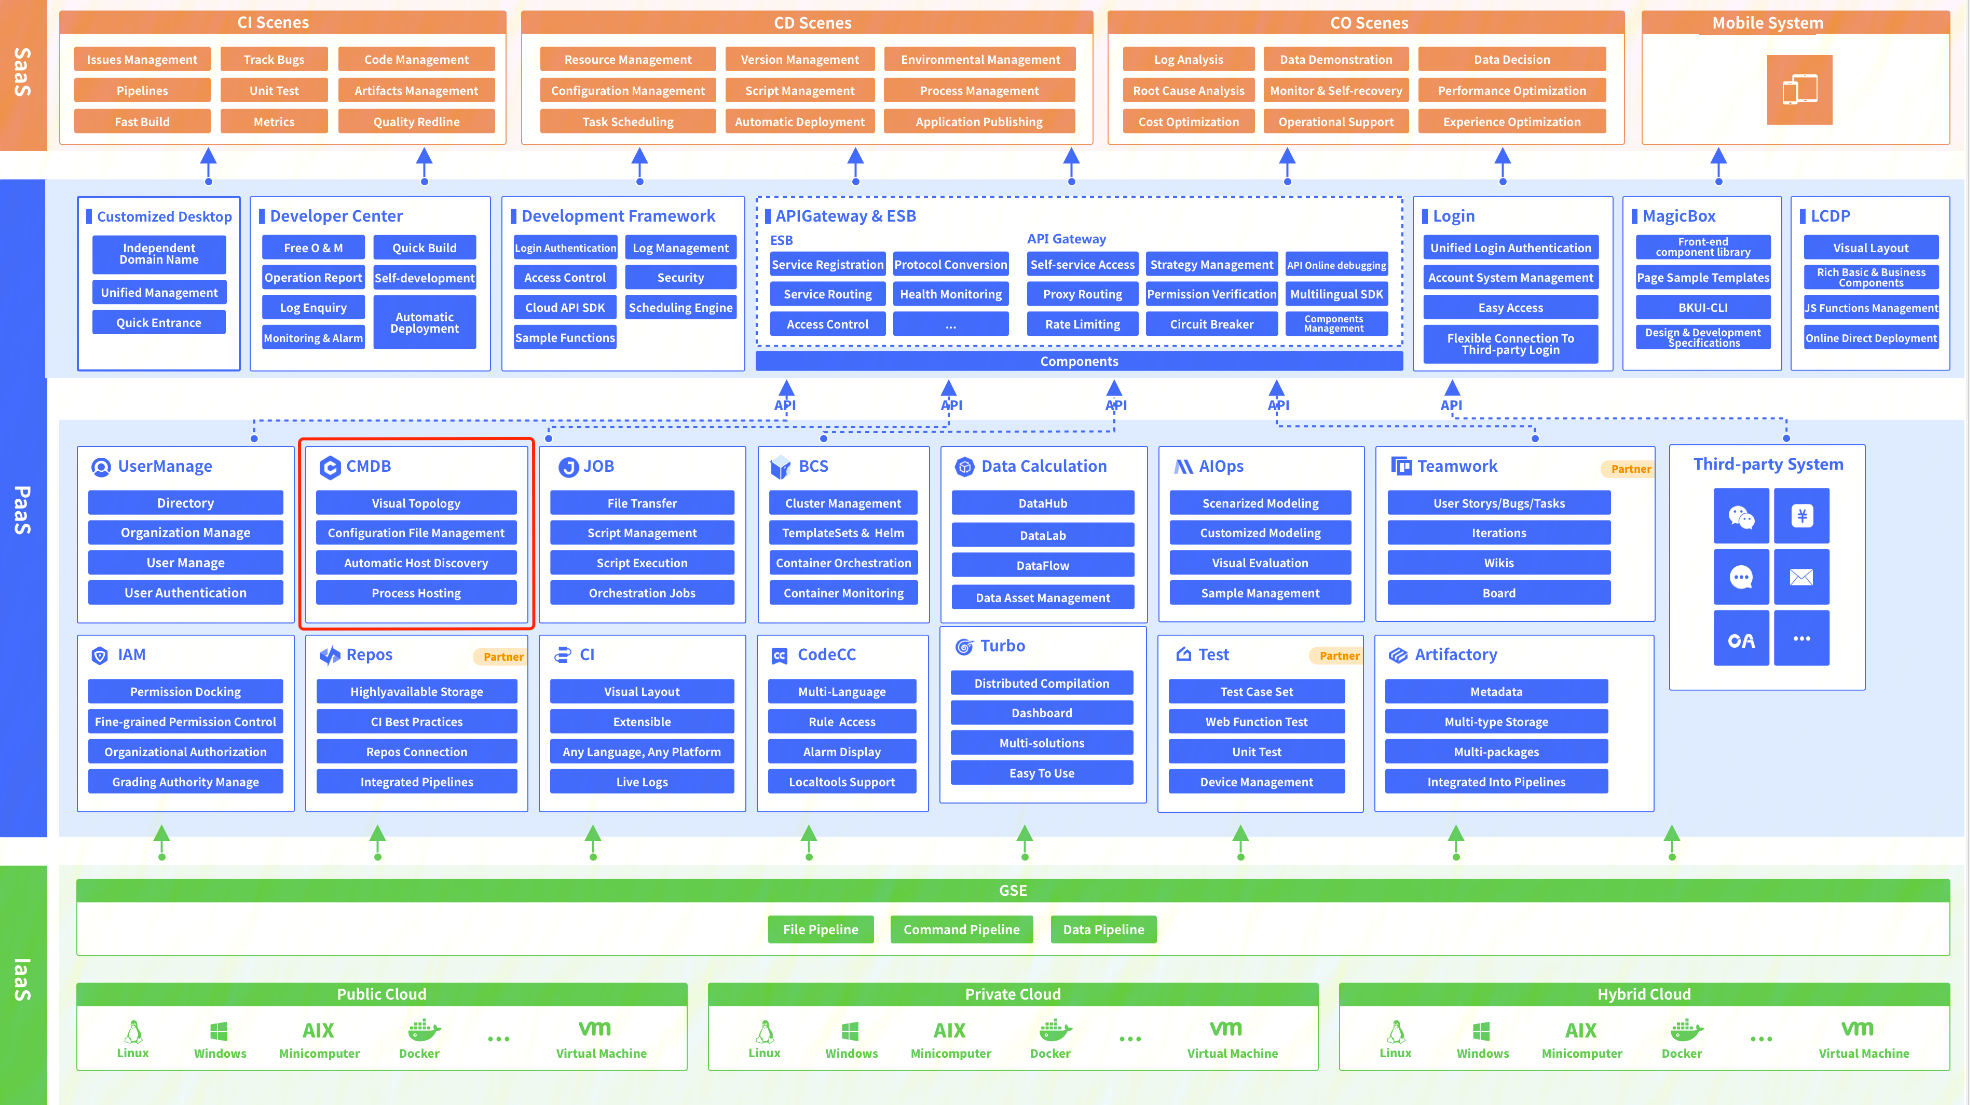 SaaS
CI Scenes
Issues Management
Track Bugs
Code Management
Pipelines
Unit Test
Artifacts Management
Fast Build
Metrics
Quality Redline
CD Scenes
Resource Management
Version Management
Environmental Management
Configuration Management
Script Management
Process Management
Task Scheduling
Automatic Deployment
Application Publishing
CO Scenes
Log Analysis
Data Demonstration
Data Decision
Root Cause Analysis
Monitor & Self-recovery
Performance Optimization
Cost Optimization
Operational Support
Experience Optimization
Mobile System
PaaS
Customized Desktop
Independent
Domain Name
Unified Management
Quick Entrance
Developer Center
Free O & M
Quick Build
Operation Report
Self-development
Log Enquiry
Automatic
Deployment
Monitoring & Alarm
Development Framework
Login Authentication
Log Management
Access Control
Security
Cloud API SDK
Scheduling Engine
Sample Functions
APIGateway & ESB
ESB
Service Registration
Protocol Conversion
Service Routing
Health Monitoring
Access Control
...
API Gateway
Self-service Access
Strategy Management
API Online debugging
Proxy Routing
Permission Verification
Multilingual SDK
Rate Limiting
Circuit Breaker
Components
Management
Components
Login
Unified Login Authentication
Account System Management
Easy Access
Flexible Connection To
Third-party Login
MagicBox
Front-end
component library
Page Sample Templates
BKUI-CLI
Design & Development
Specifications
LCDP
Visual Layout
Rich Basic & Business
Components
JS Functions Management
Online Direct Deployment
API
API
API
API
API
UserManage
Directory
Organization Manage
User Manage
User Authentication
CMDB
Visual Topology
Configuration File Management
Automatic Host Discovery
Process Hosting
JOB
File Transfer
Script Management
Script Execution
Orchestration Jobs
BCS
Cluster Management
TemplateSets & Helm
Container Orchestration
Container Monitoring
Data Calculation
DataHub
DataLab
DataFlow
Data Asset Management
AIOps
Scenarized Modeling
Customized Modeling
Visual Evaluation
Sample Management
Teamwork
Partner
User Storys/Bugs/Tasks
Iterations
Wikis
Board
Third-party System
OA
...
IAM
Permission Docking
Fine-grained Permission Control
Organizational Authorization
Grading Authority Manage
Repos
Partner
Highlyavailable Storage
CI Best Practices
Repos Connection
Integrated Pipelines
CI
Visual Layout
Extensible
Any Language, Any Platform
Live Logs
CodeCC
Multi-Language
Rule Access
Alarm Display
Localtools Support
Turbo
Distributed Compilation
Dashboard
Multi-solutions
Easy To Use
Test
Partner
Test Case Set
Web Function Test
Unit Test
Device Management
Artifactory
Metadata
Multi-type Storage
Multi-packages
Integrated Into Pipelines
IaaS
GSE
File Pipeline
Command Pipeline
Data Pipeline
Public Cloud
AIX
...
vm
Linux
Windows
Minicomputer
Docker
Virtual Machine
Private Cloud
AIX
...
vm
Linux
Windows
Minicomputer
Docker
Virtual Machine
Hybrid Cloud
AIX
...
vm
Linux
Windows
Minicomputer
Docker
Virtual Machine